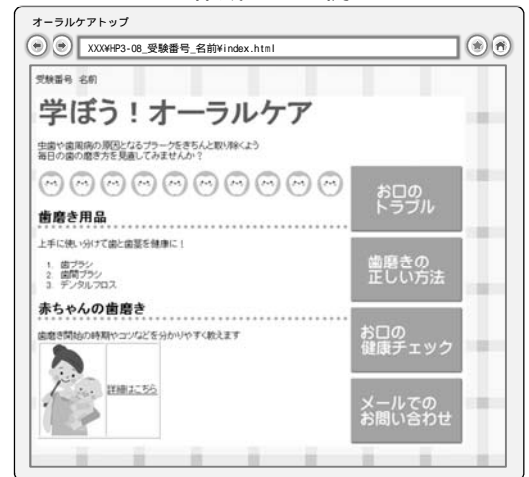 オーラルケアトップ
XXX¥HP3-08_受験番号_名前¥index.html
受験番号 名前
学ぼう！オーラルケア
虫歯や歯周病の原因となるプラークをきちんと取り除くよう
毎日の歯の磨き方を見直してみませんか？
歯磨き用品
上手に使い分けて歯と歯茎を健康に！
1. 歯ブラシ
2. 歯間ブラシ
3. デンタルフロス
赤ちゃんの歯磨き
歯磨き開始の時期やコツなどを分かりやすく教えます
詳細はこちら
お口の
トラブル
歯磨きの
正しい方法
お口の
健康チェック
メールでの
お問い合わせ